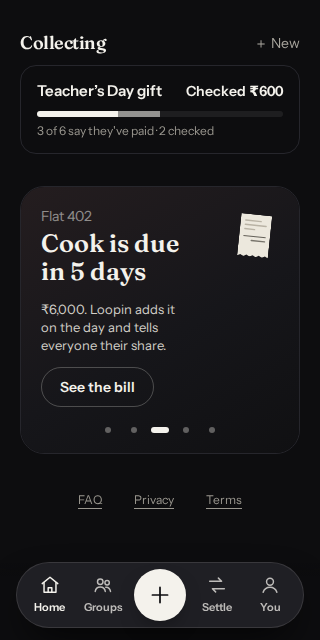 Collecting
+ New
Teacher's Day gift Checked ₹600
3 of 6 say they've paid · 2 checked
Flat 402
Cook is due
in 5 days
₹6,000. Loopin adds it
on the day and tells
everyone their share.
See the bill
FAQ Privacy Terms
Home Groups Settle You